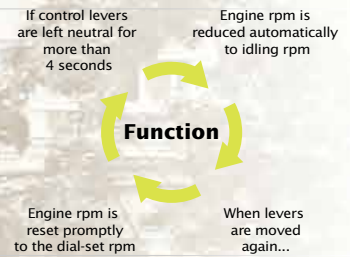 If control levers
are left neutral for
more than
4 seconds
Engine rpm is
reduced automatically
to idling rpm
Function
When levers
are moved
again...
Engine rpm is
reset promptly
to the dial-set rpm